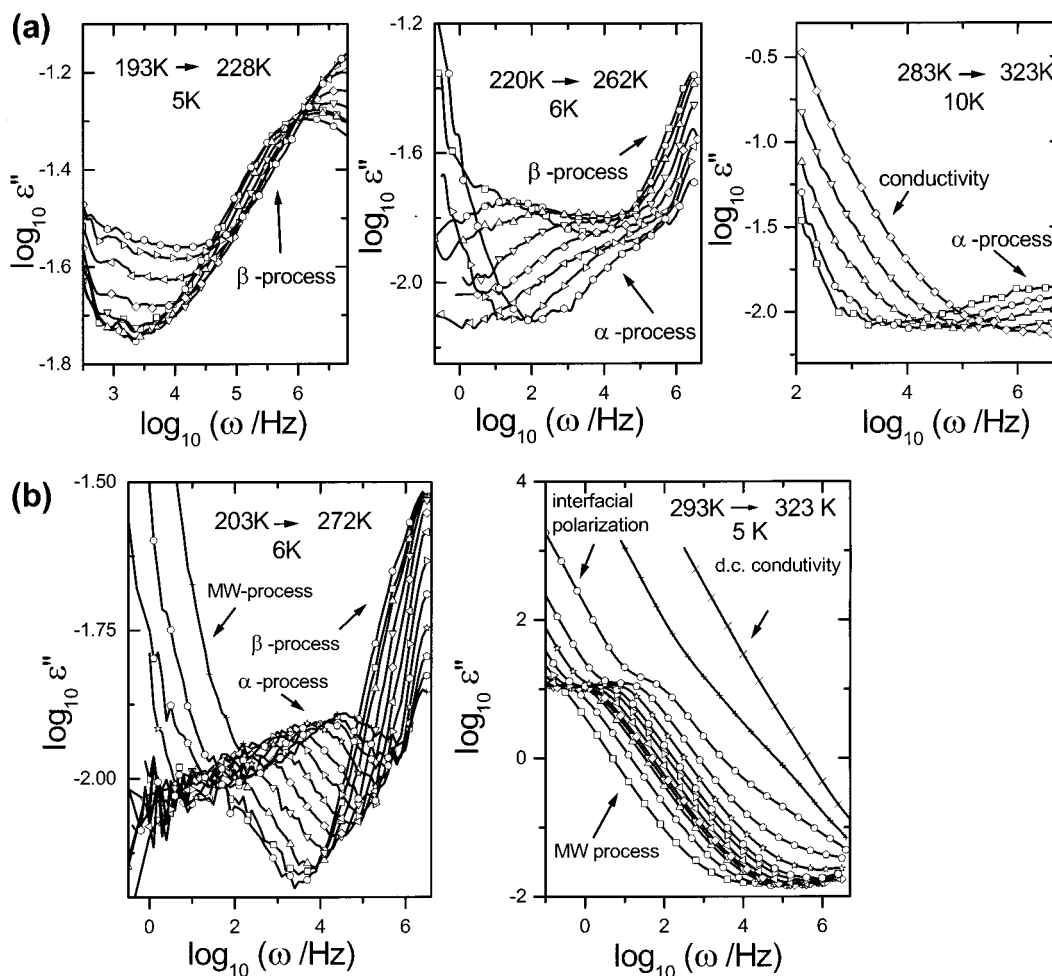 (a)
193K → 228K
5K
β -process
-1.2
-1.4
-1.6
-1.8
3 4 5 6
log10 ε"
log10 (ω /Hz)
220K → 262K
6K
β -process
α -process
-1.2
-1.6
-2.0
0 2 4 6
log10 ε"
log10 (ω /Hz)
283K → 323K
10K
conductivity
α -process
-0.5
-1.0
-1.5
-2.0
2 3 4 5 6
log10 ε"
log10 (ω /Hz)
(b)
203K → 272K
6K
MW-process
β -process
α -process
-1.50
-1.75
-2.00
0 2 4 6
log10 ε"
log10 (ω /Hz)
interfacial
polarization
293K → 323 K
5 K
d.c. condutivity
MW process
4
2
0
-2
0 2 4 6
log10 ε"
log10 (ω /Hz)